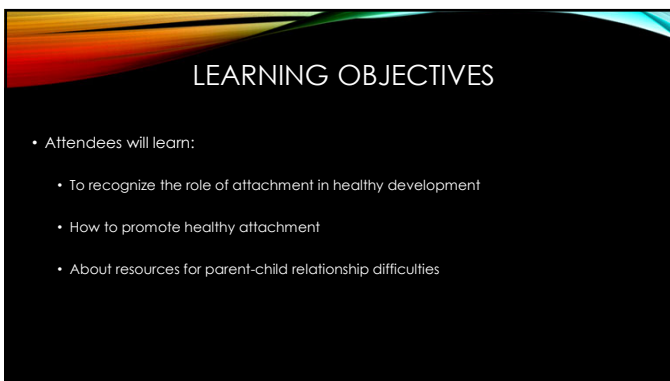 LEARNING OBJECTIVES
• Attendees will learn:
• To recognize the role of attachment in healthy development
• How to promote healthy attachment
• About resources for parent-child relationship difficulties